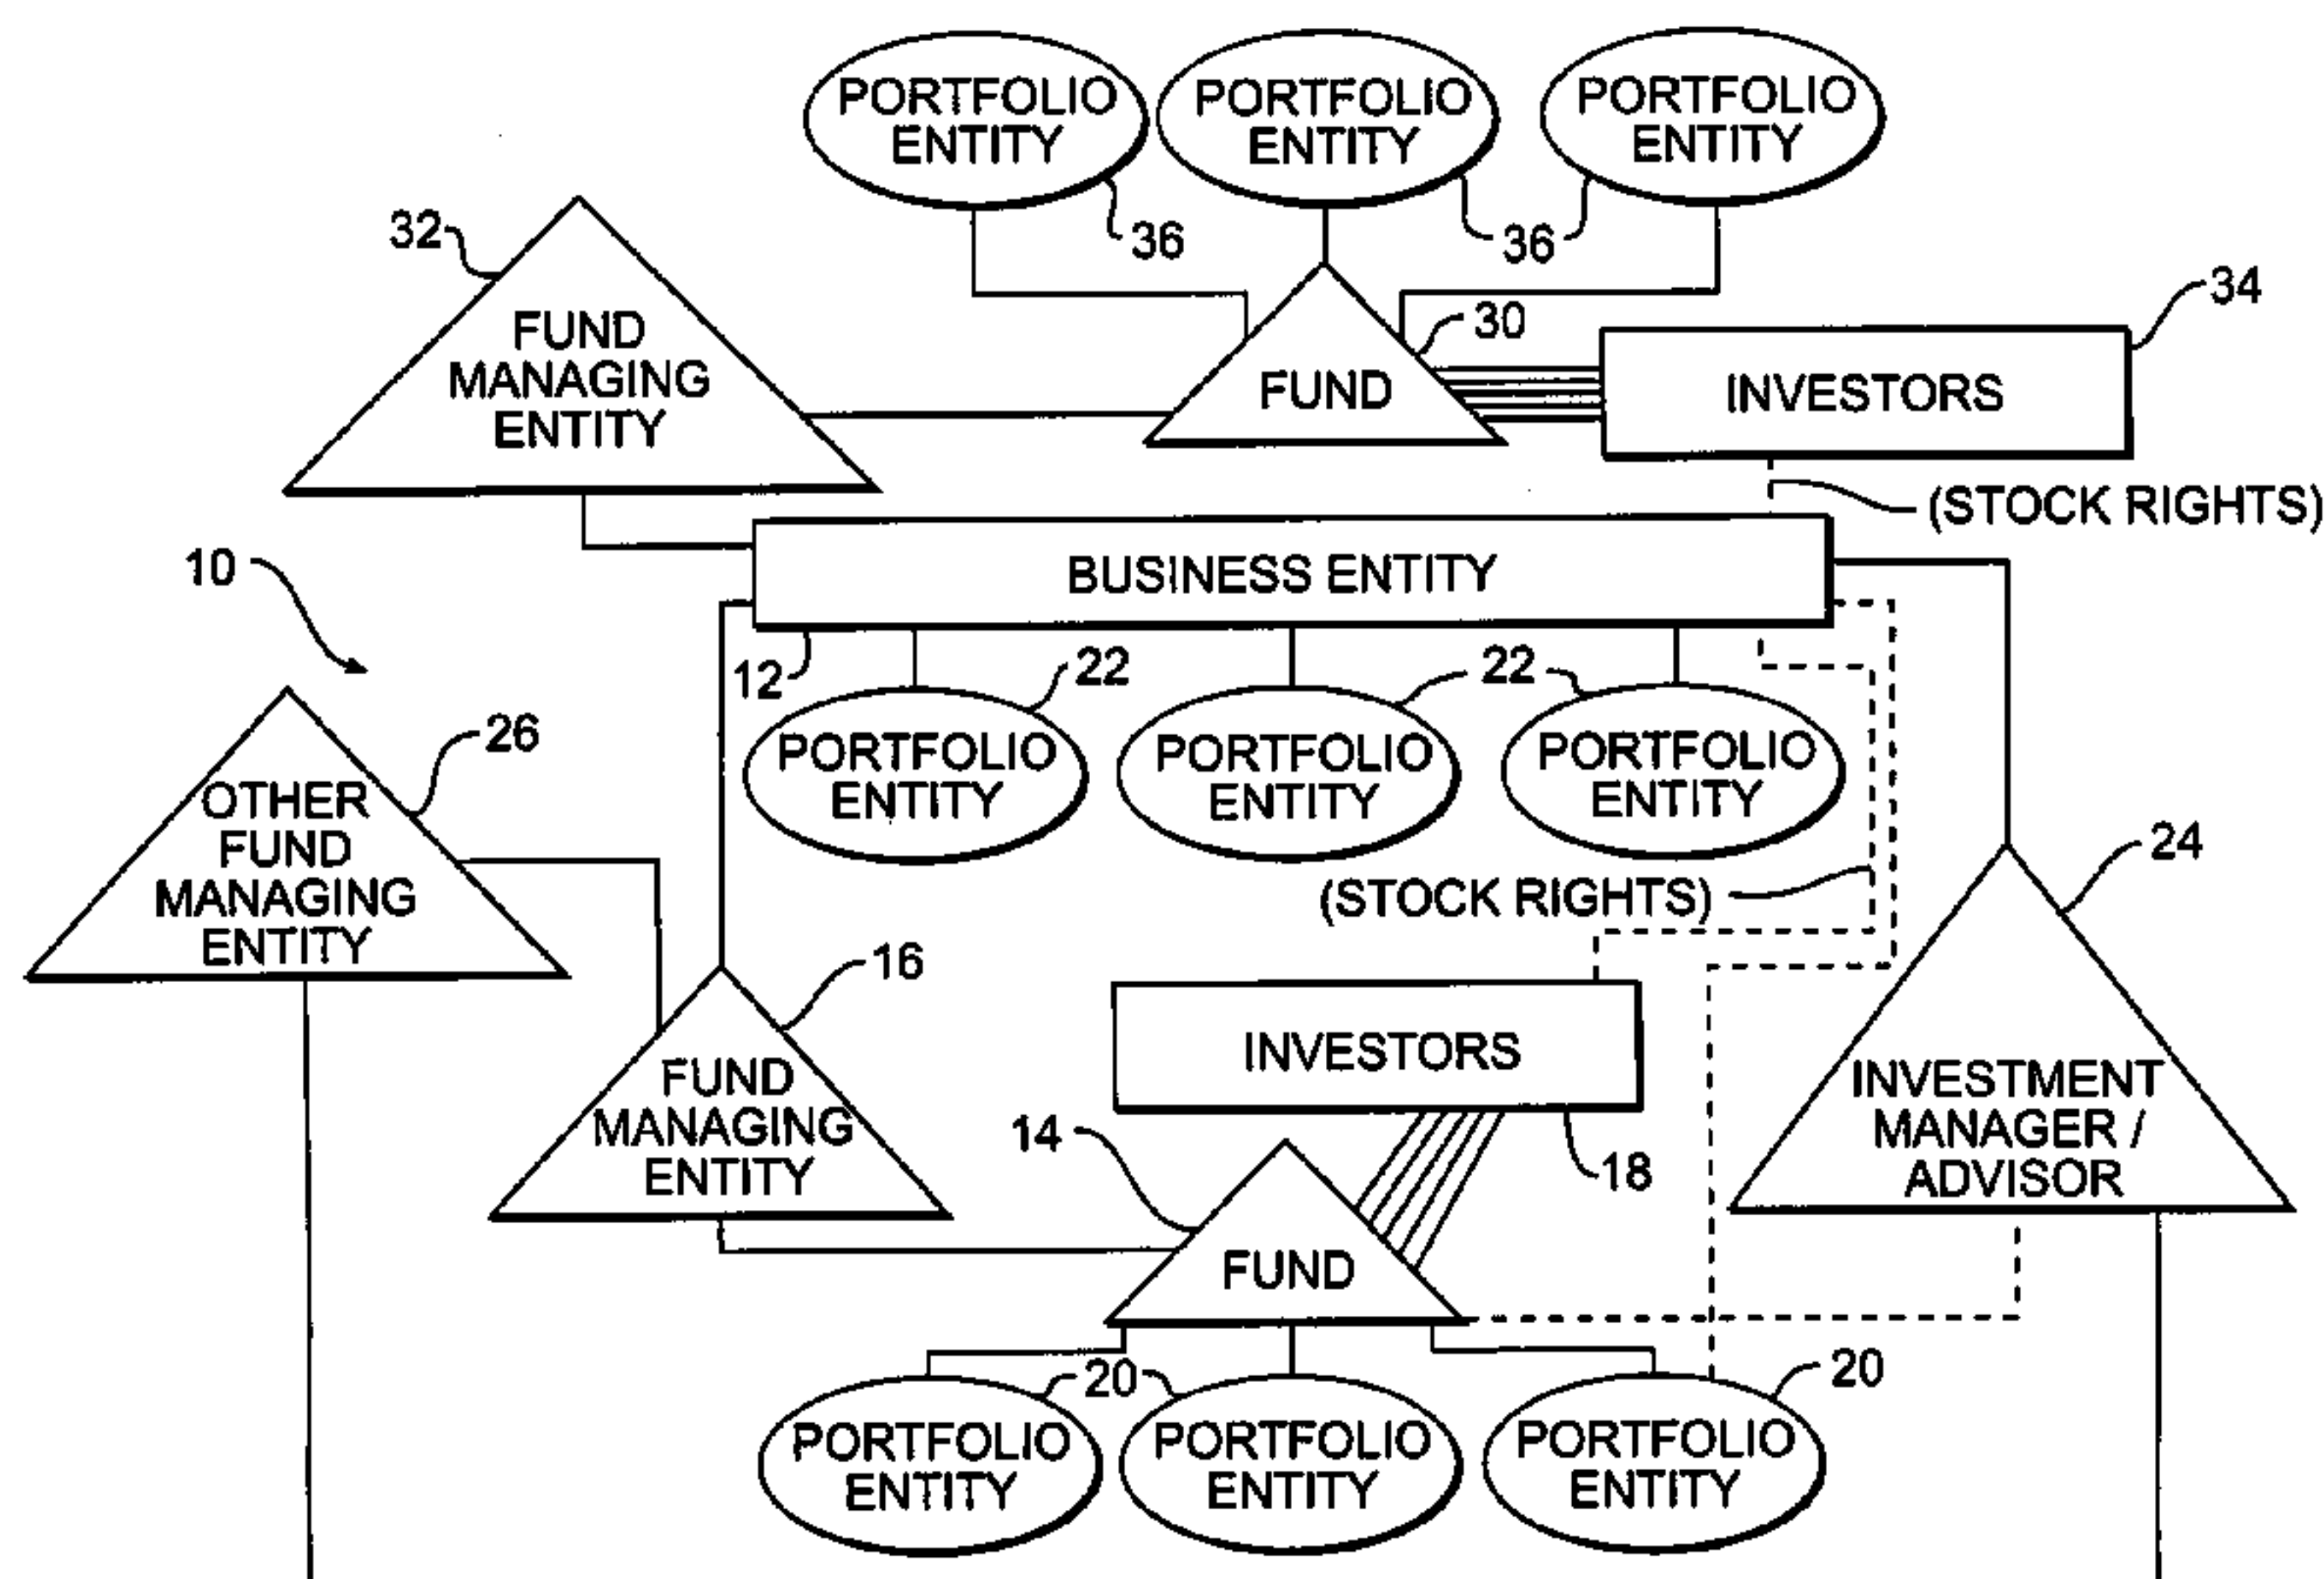 PORTFOLIO
ENTITY
PORTFOLIO
ENTITY
PORTFOLIO
ENTITY
36
36
32
FUND
MANAGING
ENTITY
30
FUND
34
INVESTORS
(STOCK RIGHTS)
10
BUSINESS ENTITY
12
22
22
PORTFOLIO
ENTITY
PORTFOLIO
ENTITY
PORTFOLIO
ENTITY
26
OTHER
FUND
MANAGING
ENTITY
(STOCK RIGHTS)
24
16
FUND
MANAGING
ENTITY
INVESTORS
18
INVESTMENT
MANAGER /
ADVISOR
14
FUND
20
20
PORTFOLIO
ENTITY
PORTFOLIO
ENTITY
PORTFOLIO
ENTITY